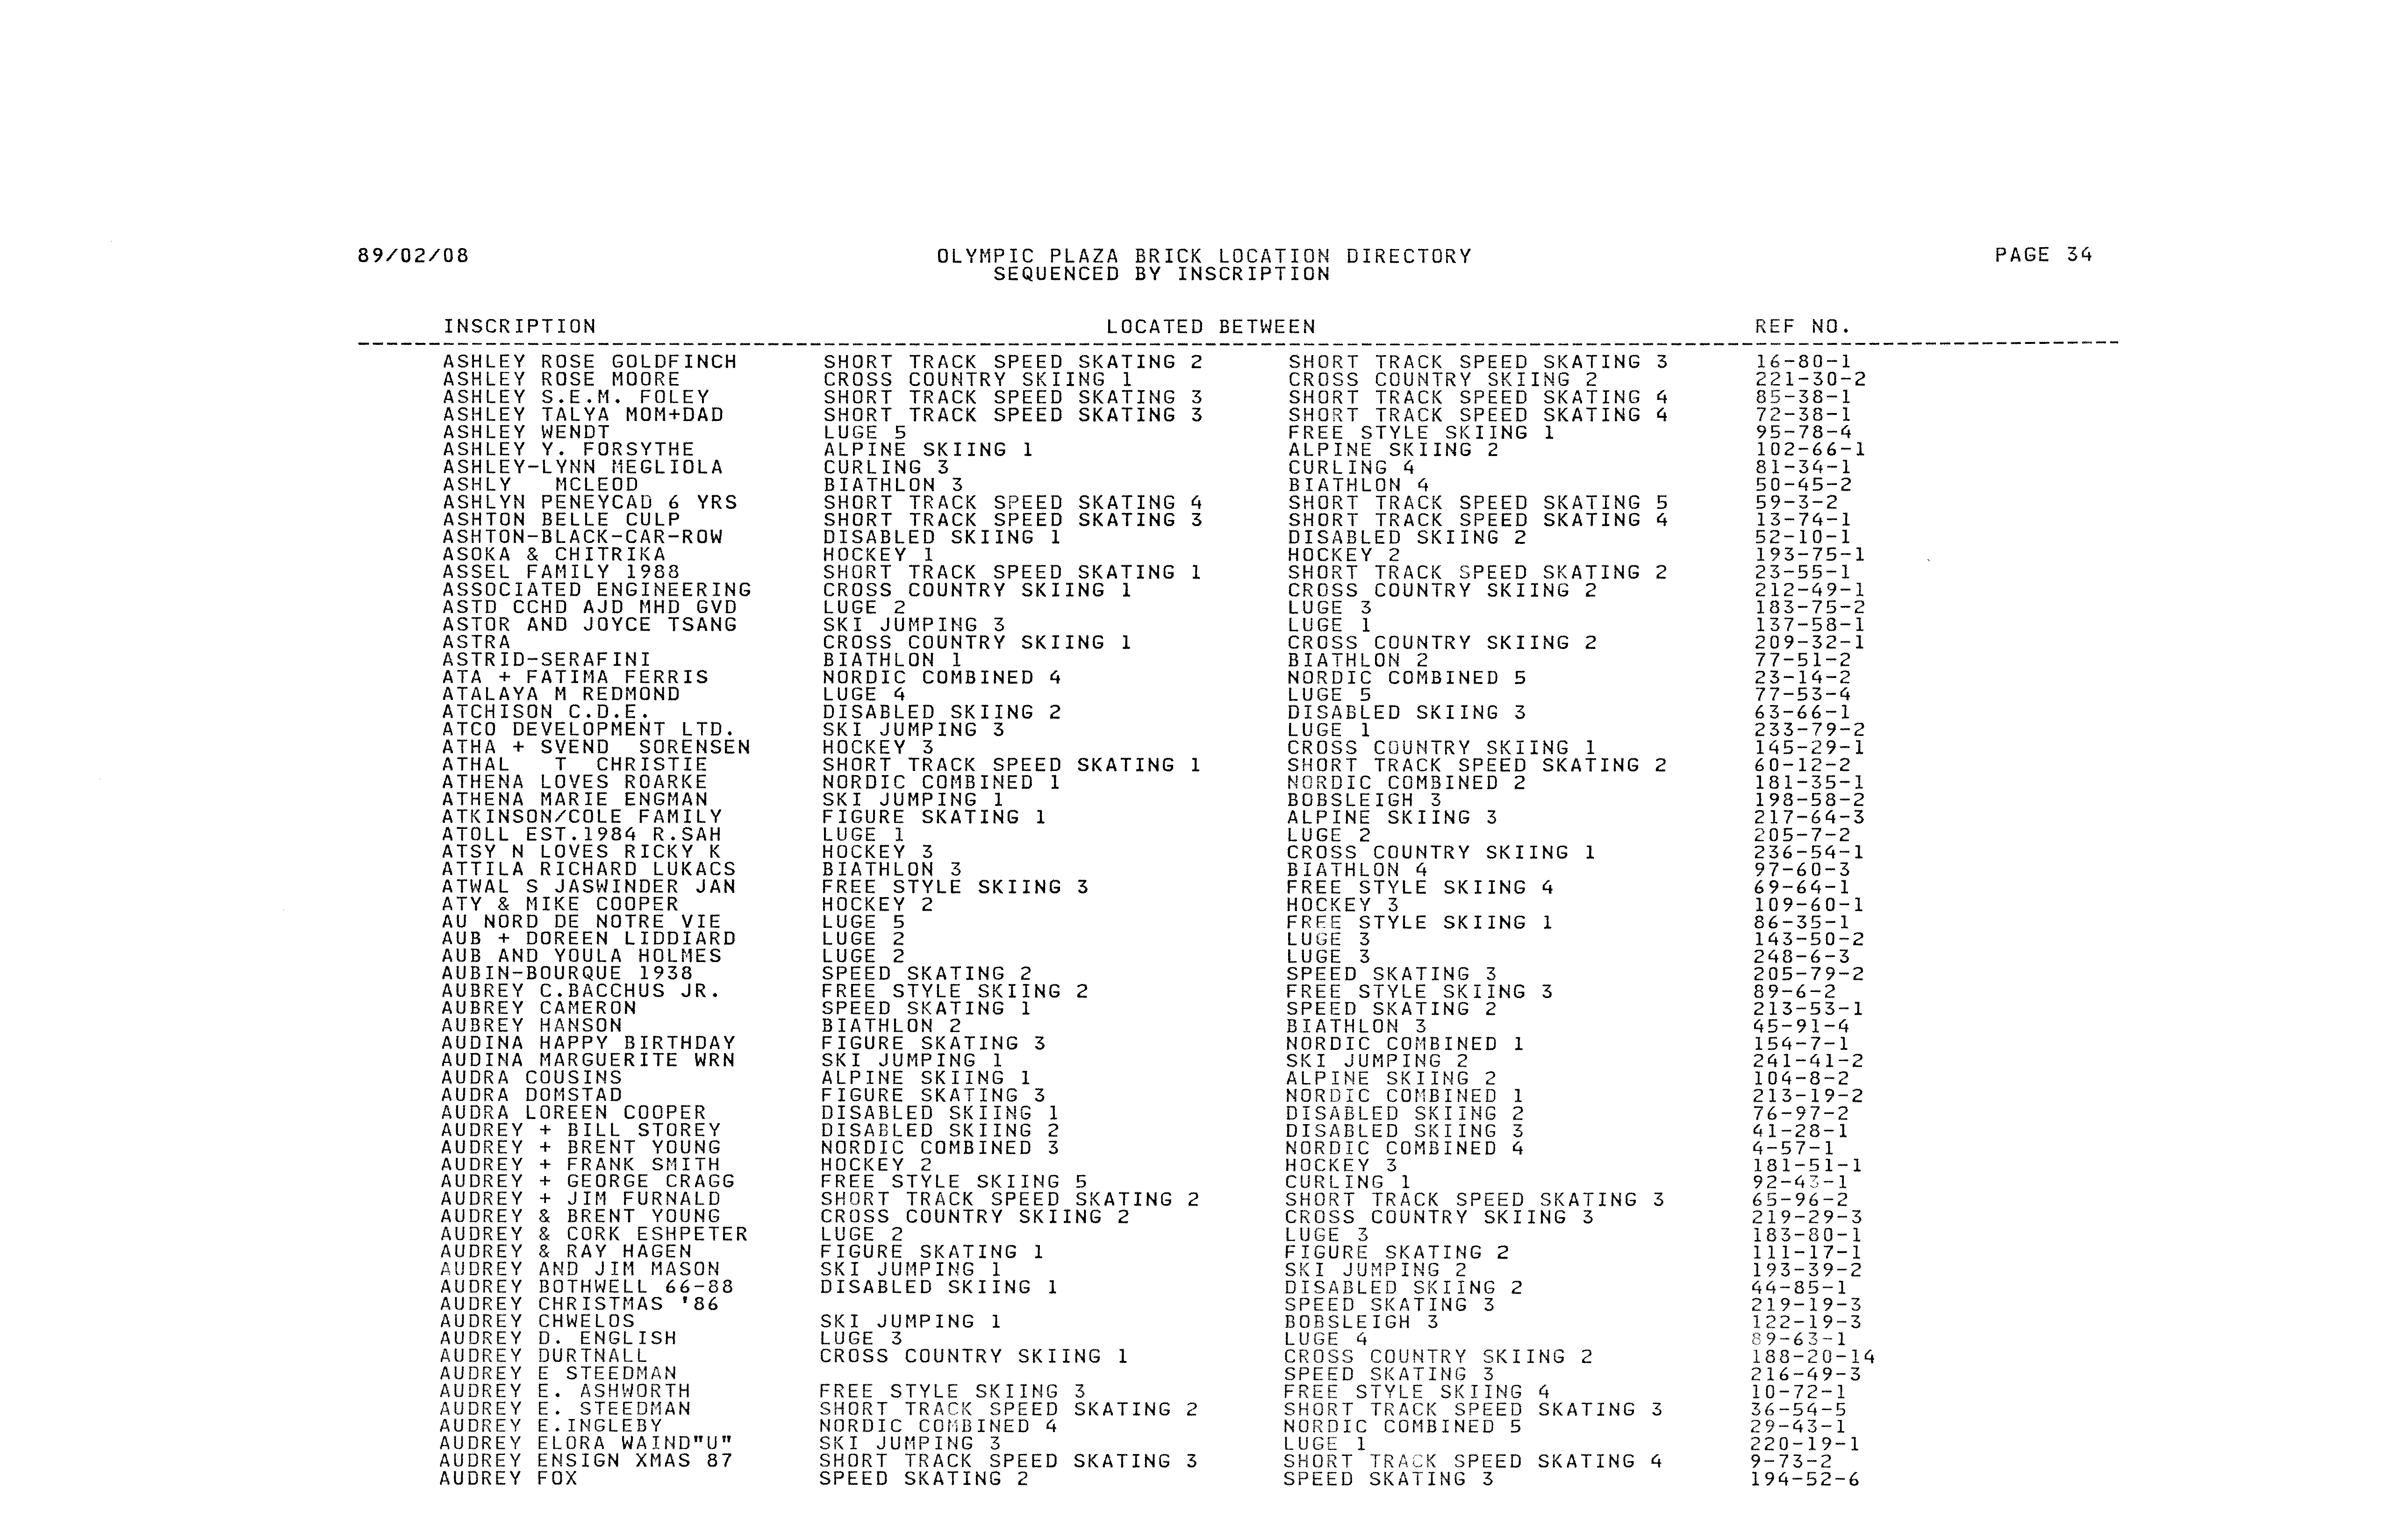 89/02/08 OLYMPIC PLAZA BRICK LOCATION DIRECTORY PAGE 34
SEQUENCED BY INSCRIPTION
INSCRIPTION LOCATED BETWEEN REF NO.
ASHLEY ROSE GOLDFINCH SHORT TRACK SPEED SKATING 2 SHORT TRACK SPEED SKATING 3 16-80-1
ASHLEY ROSE MOORE CROSS COUNTRY SKIING 1 CROSS COUNTRY SKIING 2 221-30-2
ASHLEY S.E.M. FOLEY SHORT TRACK SPEED SKATING 3 SHORT TRACK SPEED SKATING 4 85-38-1
ASHLEY TALYA MOM+DAD SHORT TRACK SPEED SKATING 3 SHORT TRACK SPEED SKATING 4 72-38-1
ASHLEY WENDT LUGE 5 FREE STYLE SKIING 1 95-78-4
ASHLEY Y. FORSYTHE ALPINE SKIING 1 ALPINE SKIING 2 102-66-1
ASHLEY-LYNN MEGLIOLA CURLING 3 CURLING 4 81-34-1
ASHLY MCLEOD BIATHLON 3 BIATHLON 4 50-45-2
ASHLYN PENEYCAD 6 YRS SHORT TRACK SPEED SKATING 4 SHORT TRACK SPEED SKATING 5 59-3-2
ASHTON BELLE CULP SHORT TRACK SPEED SKATING 3 SHORT TRACK SPEED SKATING 4 13-74-1
ASHTON-BLACK-CAR-ROW DISABLED SKIING 1 DISABLED SKIING 2 52-10-1
ASOKA & CHITRIKA HOCKEY 1 HOCKEY 2 193-75-1
ASSEL FAMILY 1988 SHORT TRACK SPEED SKATING 1 SHORT TRACK SPEED SKATING 2 23-55-1
ASSOCIATED ENGINEERING CROSS COUNTRY SKIING 1 CROSS COUNTRY SKIING 2 212-49-1
ASTD CCHD AJD MHD GVD LUGE 2 LUGE 3 183-75-2
ASTOR AND JOYCE TSANG SKI JUMPING 3 LUGE 1 137-58-1
ASTRA CROSS COUNTRY SKIING 1 CROSS COUNTRY SKIING 2 209-32-1
ASTRID-SERAFINI BIATHLON 1 BIATHLON 2 77-51-2
ATA + FATIMA FERRIS NORDIC COMBINED 4 NORDIC COMBINED 5 23-14-2
ATALAYA M REDMOND LUGE 4 LUGE 5 77-53-4
ATCHISON C.D.E. DISABLED SKIING 2 DISABLED SKIING 3 63-66-1
ATCO DEVELOPMENT LTD. SKI JUMPING 3 LUGE 1 233-79-2
ATHA + SVEND SORENSEN HOCKEY 3 CROSS COUNTRY SKIING 1 145-29-1
ATHAL T CHRISTIE SHORT TRACK SPEED SKATING 1 SHORT TRACK SPEED SKATING 2 60-12-2
ATHENA LOVES ROARKE NORDIC COMBINED 1 NORDIC COMBINED 2 181-35-1
ATHENA MARIE ENGMAN SKI JUMPING 1 BOBSLEIGH 3 198-58-2
ATKINSON/COLE FAMILY FIGURE SKATING 1 ALPINE SKIING 3 217-64-3
ATOLL EST.1984 R.SAH LUGE 1 LUGE 2 205-7-2
ATSY N LOVES RICKY K HOCKEY 3 CROSS COUNTRY SKIING 1 236-54-1
ATTILA RICHARD LUKACS BIATHLON 3 BIATHLON 4 97-60-3
ATWAL S JASWINDER JAN FREE STYLE SKIING 3 FREE STYLE SKIING 4 69-64-1
ATY & MIKE COOPER HOCKEY 2 HOCKEY 3 109-60-1
AU NORD DE NOTRE VIE LUGE 5 FREE STYLE SKIING 1 86-35-1
AUB + DOREEN LIDDIARD LUGE 2 LUGE 3 143-50-2
AUB AND YOULA HOLMES LUGE 2 LUGE 3 248-6-3
AUBIN-BOURQUE 1938 SPEED SKATING 2 SPEED SKATING 3 205-79-2
AUBREY C.BACCHUS JR. FREE STYLE SKIING 2 FREE STYLE SKIING 3 89-6-2
AUBREY CAMERON SPEED SKATING 1 SPEED SKATING 2 213-53-1
AUBREY HANSON BIATHLON 2 BIATHLON 3 45-91-4
AUDINA HAPPY BIRTHDAY FIGURE SKATING 3 NORDIC COMBINED 1 154-7-1
AUDINA MARGUERITE WRN SKI JUMPING 1 SKI JUMPING 2 241-41-2
AUDRA COUSINS ALPINE SKIING 1 ALPINE SKIING 2 104-8-2
AUDRA DOMSTAD FIGURE SKATING 3 NORDIC COMBINED 1 213-19-2
AUDRA LOREEN COOPER DISABLED SKIING 1 DISABLED SKIING 2 76-97-2
AUDREY + BILL STOREY DISABLED SKIING 2 DISABLED SKIING 3 41-28-1
AUDREY + BRENT YOUNG NORDIC COMBINED 3 NORDIC COMBINED 4 4-57-1
AUDREY + FRANK SMITH HOCKEY 2 HOCKEY 3 181-51-1
AUDREY + GEORGE CRAGG FREE STYLE SKIING 5 CURLING 1 92-43-1
AUDREY + JIM FURNALD SHORT TRACK SPEED SKATING 2 SHORT TRACK SPEED SKATING 3 65-96-2
AUDREY & BRENT YOUNG CROSS COUNTRY SKIING 2 CROSS COUNTRY SKIING 3 219-29-3
AUDREY & CORK ESHPETER LUGE 2 LUGE 3 183-80-1
AUDREY & RAY HAGEN FIGURE SKATING 1 FIGURE SKATING 2 111-17-1
AUDREY AND JIM MASON SKI JUMPING 1 SKI JUMPING 2 193-39-2
AUDREY BOTHWELL 66-88 DISABLED SKIING 1 DISABLED SKIING 2 44-85-1
AUDREY CHRISTMAS '86 SPEED SKATING 3 219-19-3
AUDREY CHWELOS SKI JUMPING 1 BOBSLEIGH 3 122-19-3
AUDREY D. ENGLISH LUGE 3 LUGE 4 89-63-1
AUDREY DURTNALL CROSS COUNTRY SKIING 1 CROSS COUNTRY SKIING 2 188-20-14
AUDREY E STEEDMAN SPEED SKATING 3 216-49-3
AUDREY E. ASHWORTH FREE STYLE SKIING 3 FREE STYLE SKIING 4 10-72-1
AUDREY E. STEEDMAN SHORT TRACK SPEED SKATING 2 SHORT TRACK SPEED SKATING 3 36-54-5
AUDREY E.INGLEBY NORDIC COMBINED 4 NORDIC COMBINED 5 29-43-1
AUDREY ELORA WAIND"U" SKI JUMPING 3 LUGE 1 220-19-1
AUDREY ENSIGN XMAS 87 SHORT TRACK SPEED SKATING 3 SHORT TRACK SPEED SKATING 4 9-73-2
AUDREY FOX SPEED SKATING 2 SPEED SKATING 3 194-52-6